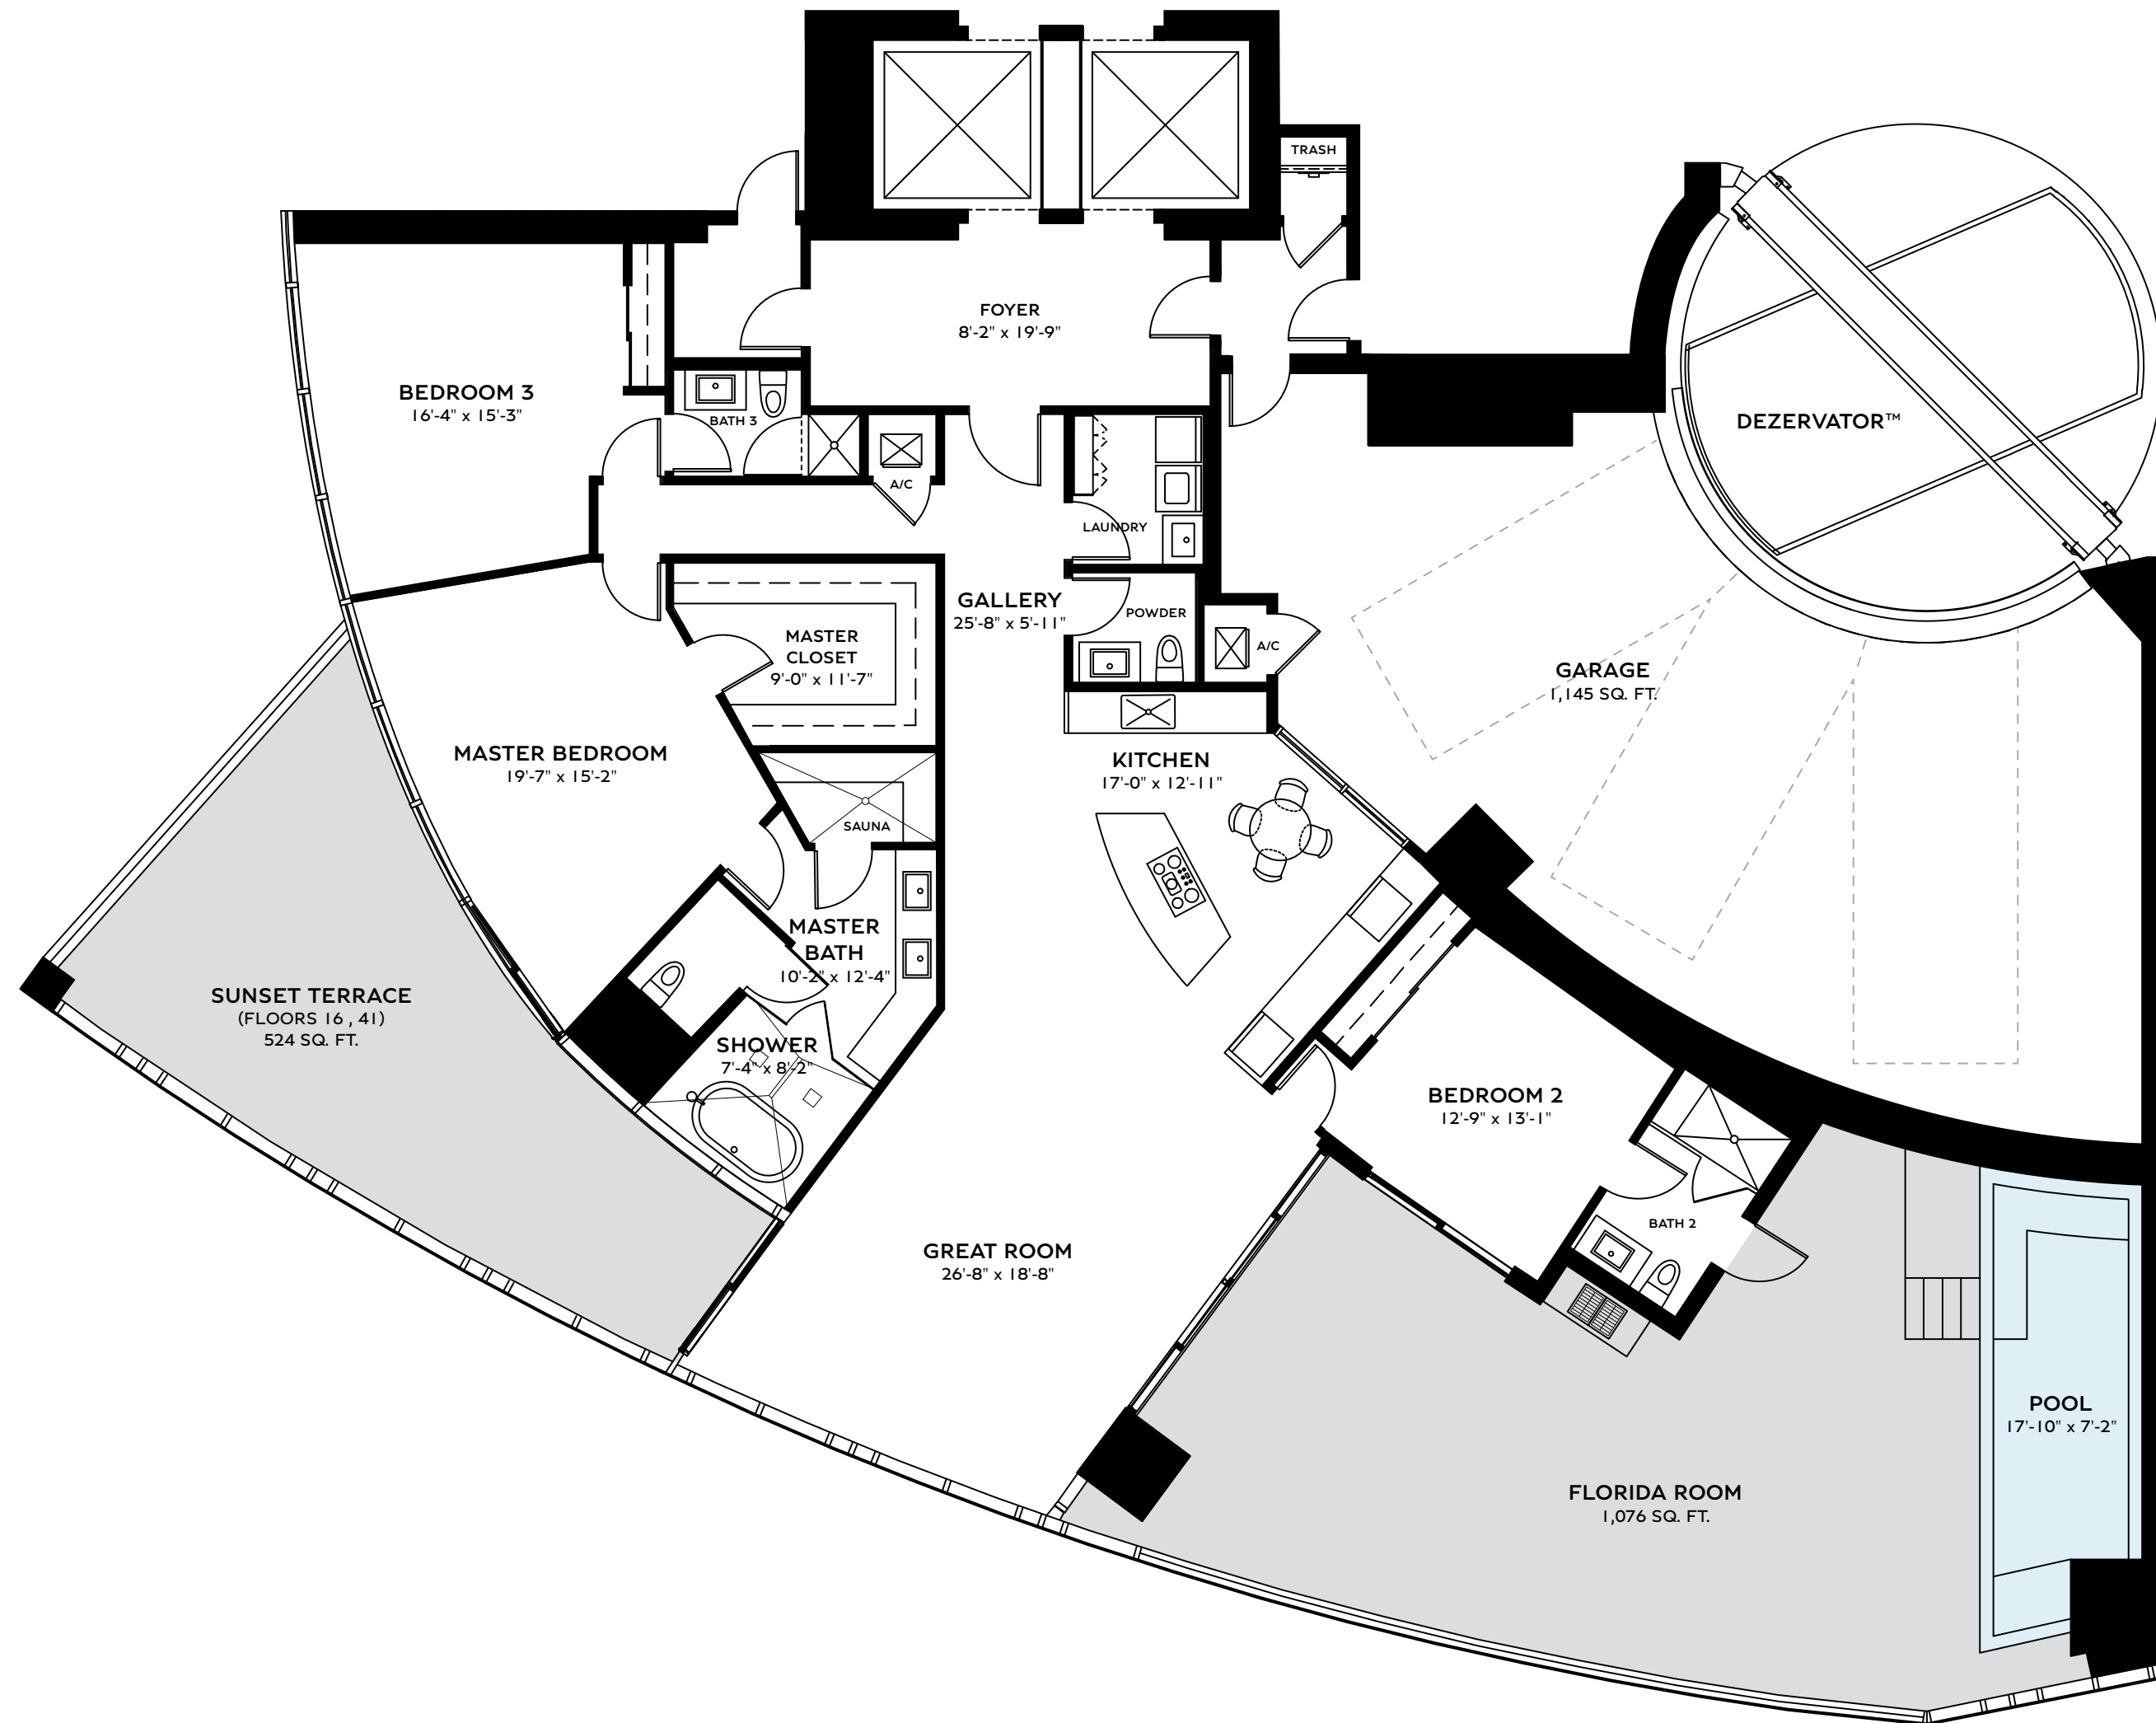 TRASH
FOYER
8'-2" x 19'-9"
BEDROOM 3
16'-4" x 15'-3"
BATH 3
DEZERVATOR™
A/C
LAUNDRY
GALLERY
25'-8" x 5'-11"
POWDER
MASTER
CLOSET
9'-0" x 11'-7"
A/C
GARAGE
1,145 SQ. FT.
MASTER BEDROOM
19'-7" x 15'-2"
KITCHEN
17'-0" x 12'-11"
SAUNA
MASTER
BATH
10'-2" x 12'-4"
SUNSET TERRACE
(FLOORS 16 , 41)
524 SQ. FT.
SHOWER
7'-4" x 8'-2"
BEDROOM 2
12'-9" x 13'-1"
BATH 2
GREAT ROOM
26'-8" x 18'-8"
POOL
17'-10" x 7'-2"
FLORIDA ROOM
1,076 SQ. FT.